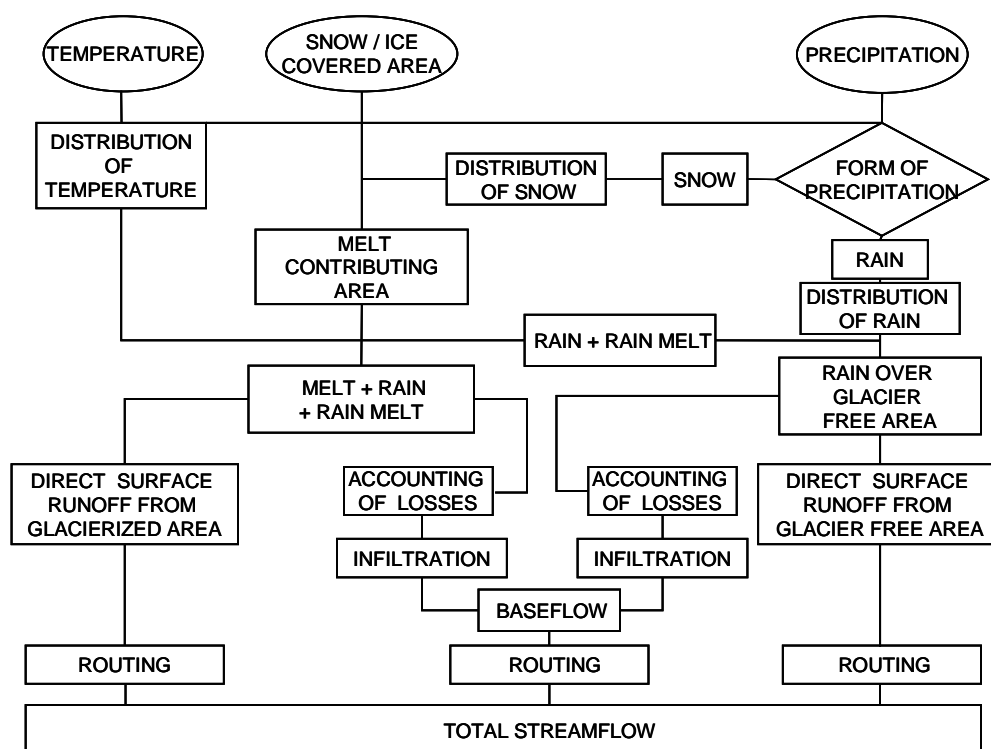 TEMPERATURE
SNOW / ICE
COVERED AREA
PRECIPITATION
DISTRIBUTION
OF
TEMPERATURE
DISTRIBUTION
OF SNOW
SNOW
FORM OF
PRECIPITATION
MELT
CONTRIBUTING
AREA
RAIN
DISTRIBUTION
OF RAIN
RAIN + RAIN MELT
MELT + RAIN
+ RAIN MELT
RAIN OVER
GLACIER
FREE AREA
DIRECT SURFACE
RUNOFF FROM
GLACIERIZED AREA
ACCOUNTING
OF LOSSES
ACCOUNTING
OF LOSSES
DIRECT SURFACE
RUNOFF FROM
GLACIER FREE AREA
INFILTRATION
INFILTRATION
BASEFLOW
ROUTING
ROUTING
ROUTING
TOTAL STREAMFLOW